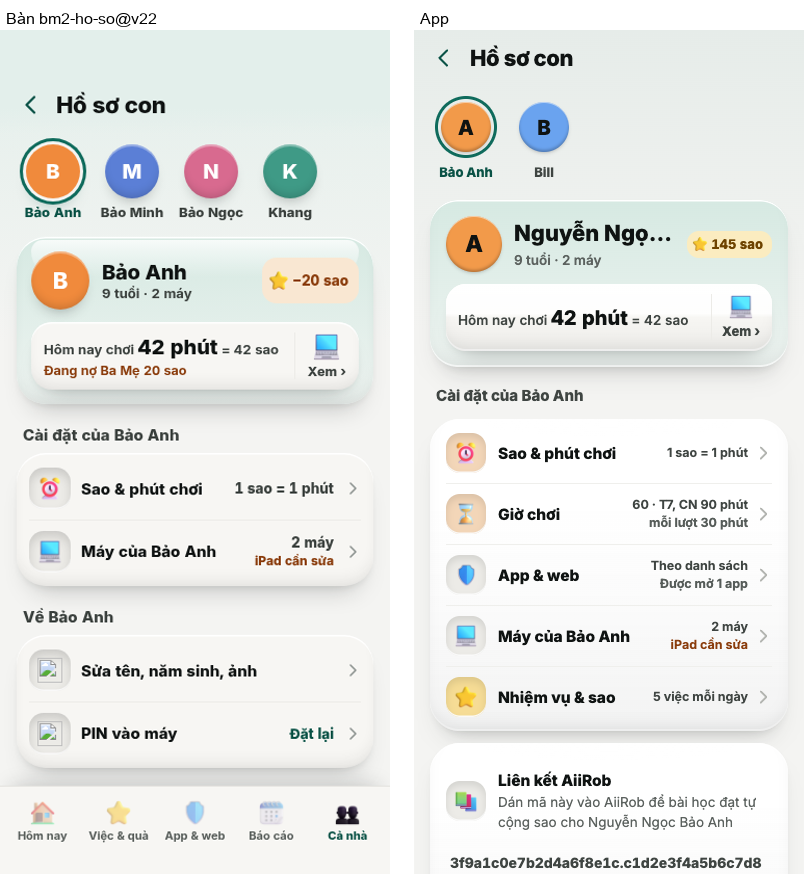 Bản bm2-ho-so@v22
Hồ sơ con
B
M
N
K
Bảo Anh
Bảo Minh
Bảo Ngọc
Khang
B
Bảo Anh
9 tuổi · 2 máy
−20 sao
Hôm nay chơi 42 phút = 42 sao
Đang nợ Ba Mẹ 20 sao
Xem ›
Cài đặt của Bảo Anh
Sao & phút chơi
1 sao = 1 phút
Máy của Bảo Anh
2 máy
iPad cần sửa
Về Bảo Anh
Sửa tên, năm sinh, ảnh
PIN vào máy
Đặt lại
Hôm nay
Việc & quà
App & web
Báo cáo
Cả nhà
App
Hồ sơ con
A
B
Bảo Anh
Bill
A
Nguyễn Ngọ...
9 tuổi · 2 máy
145 sao
Hôm nay chơi 42 phút = 42 sao
Xem ›
Cài đặt của Bảo Anh
Sao & phút chơi
1 sao = 1 phút
Giờ chơi
60 · T7, CN 90 phút
mỗi lượt 30 phút
App & web
Theo danh sách
Được mở 1 app
Máy của Bảo Anh
2 máy
iPad cần sửa
Nhiệm vụ & sao
5 việc mỗi ngày
Liên kết AiiRob
Dán mã này vào AiiRob để bài học đạt tự
cộng sao cho Nguyễn Ngọc Bảo Anh
3f9a1c0e7b2d4a6f8e1c.c1d2e3f4a5b6c7d8